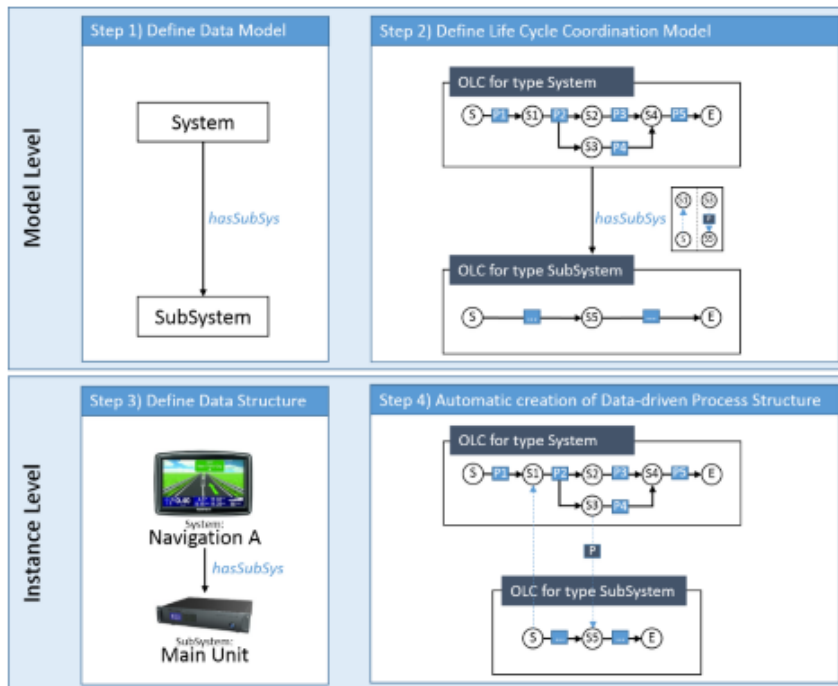 Model Level
Step 1) Define Data Model
System
hasSubSys
SubSystem
Step 2) Define Life Cycle Coordination Model
OLC for type System
S P1 S1 P2 S2 P3 S4 P5 E
S3 P4
hasSubSys
P
S S5
OLC for type SubSystem
S ... S5 ... E
Instance Level
Step 3) Define Data Structure
System:
Navigation A
hasSubSys
SubSystem:
Main Unit
Step 4) Automatic creation of Data-driven Process Structure
OLC for type System
S P1 S1 P2 S2 P3 S4 P5 E
S3 P4
P
OLC for type SubSystem
S ... S5 ... E